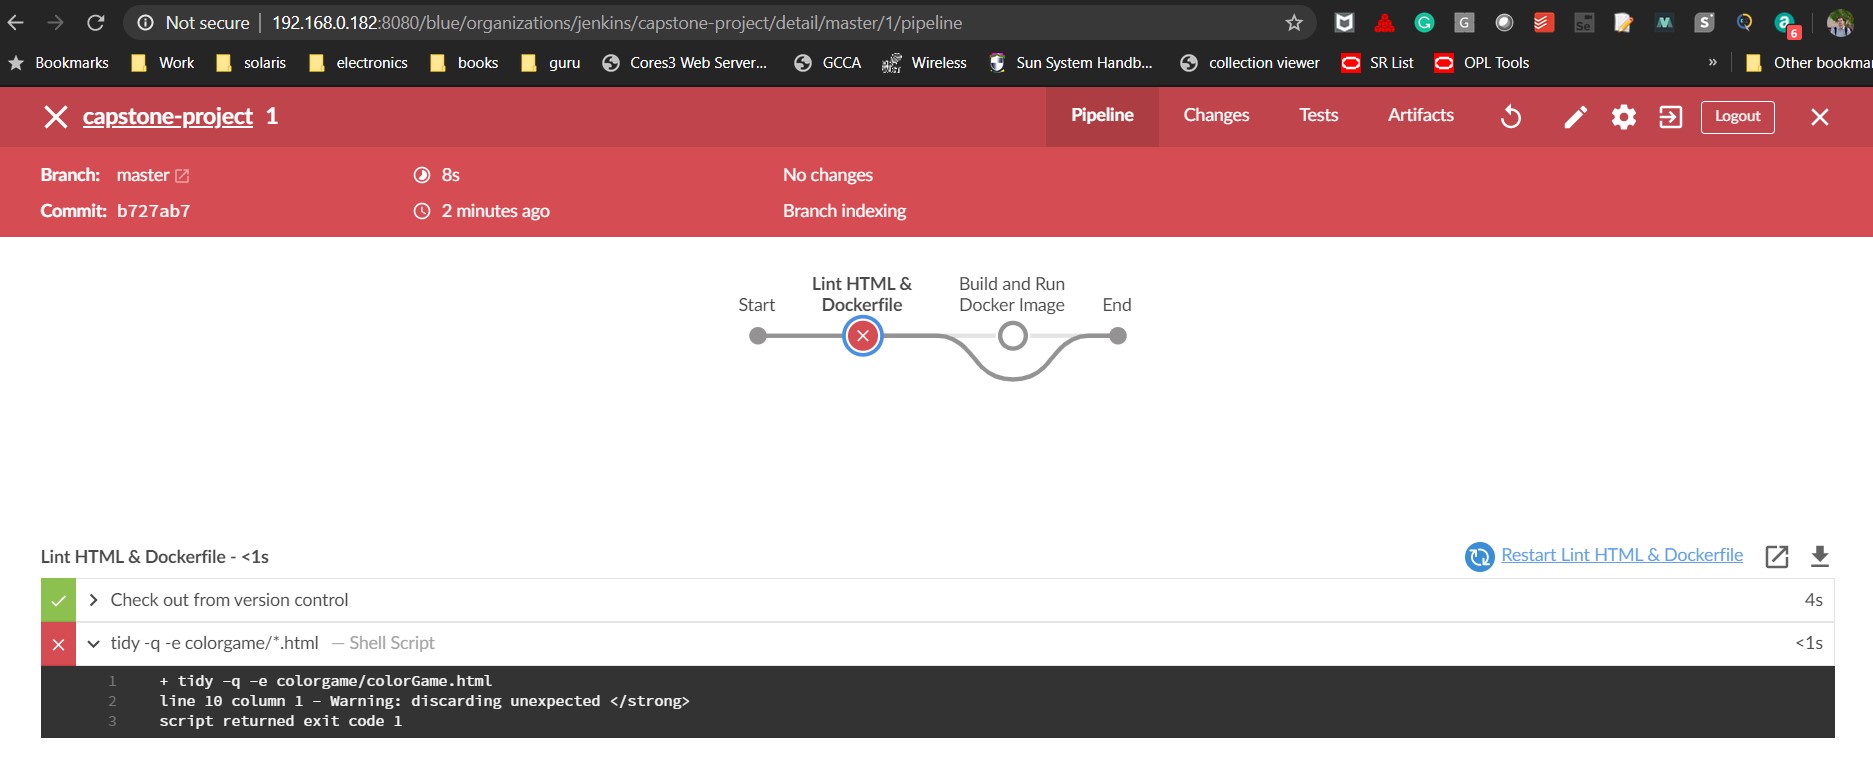 Not secure | 192.168.0.182:8080/blue/organizations/jenkins/capstone-project/detail/master/1/pipeline
G
Se
M
S
a
6
Bookmarks Work solaris electronics books guru Cores3 Web Server... GCCA Wireless Sun System Handb... collection viewer SR List OPL Tools » Other bookmar
capstone-project 1 Pipeline Changes Tests Artifacts Logout
Branch: master 8s No changes
Commit: b727ab7 2 minutes ago Branch indexing
Start
Lint HTML &
Dockerfile
Build and Run
Docker Image
End
Lint HTML & Dockerfile - <1s Restart Lint HTML & Dockerfile
Check out from version control 4s
tidy -q -e colorgame/*.html — Shell Script <1s
1 + tidy -q -e colorgame/colorGame.html
2 line 10 column 1 - Warning: discarding unexpected </strong>
3 script returned exit code 1